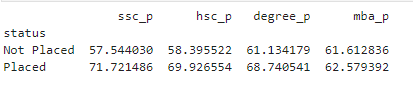 ssc_p hsc_p degree_p mba_p
status
Not Placed 57.544030 58.395522 61.134179 61.612836
Placed 71.721486 69.926554 68.740541 62.579392